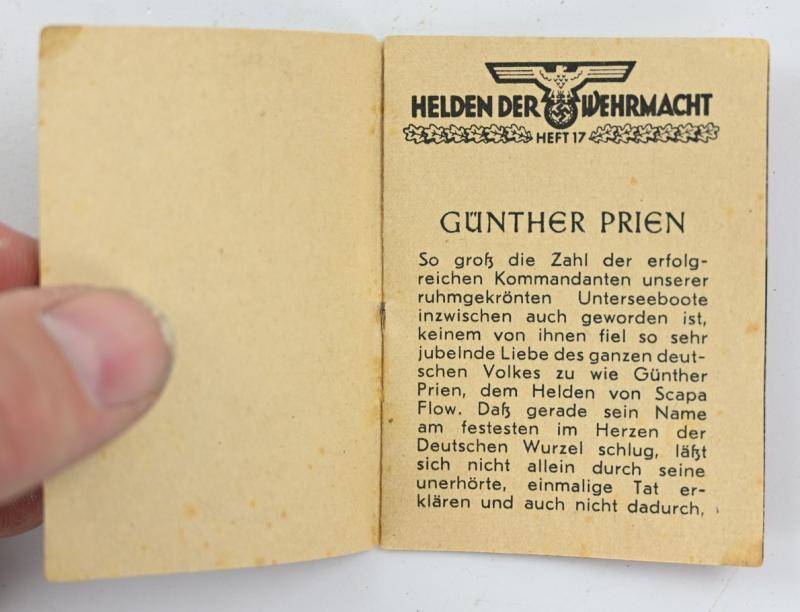 HELDEN DER WEHRMACHT
HEFT 17
GÜNTHER PRIEN
So groß die Zahl der erfolg-
reichen Kommandanten unserer
ruhmgekrönten Unterseeboote
inzwischen auch geworden ist,
keinem von ihnen fiel so sehr
jubelnde Liebe des ganzen deut-
schen Volkes zu wie Günther
Prien, dem Helden von Scapa
Flow. Daß gerade sein Name
am festesten im Herzen der
Deutschen Wurzel schlug, läßt
sich nicht allein durch seine
unerhörte, einmalige Tat er-
klären und auch nicht dadurch,